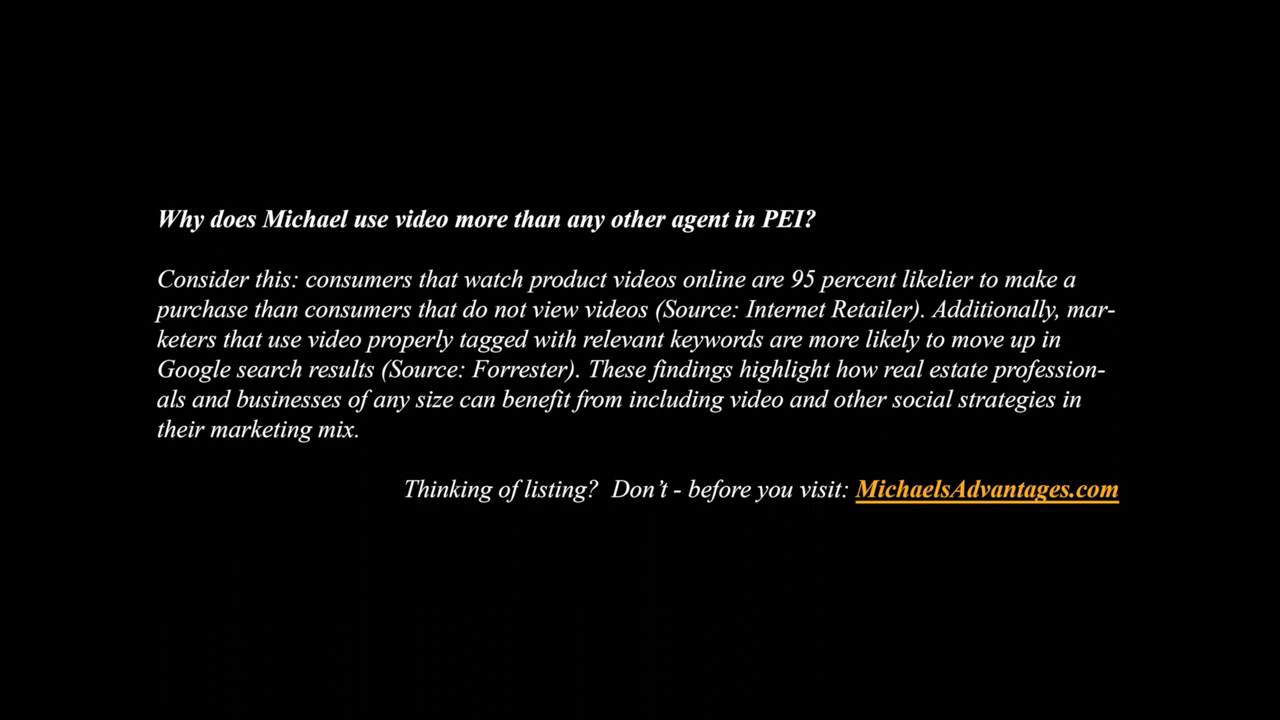 Why does Michael use video more than any other agent in PEI?
Consider this: consumers that watch product videos online are 95 percent likelier to make a
purchase than consumers that do not view videos (Source: Internet Retailer). Additionally, mar-
keters that use video properly tagged with relevant keywords are more likely to move up in
Google search results (Source: Forrester). These findings highlight how real estate profession-
als and businesses of any size can benefit from including video and other social strategies in
their marketing mix.
Thinking of listing?  Don’t - before you visit: MichaelsAdvantages.com